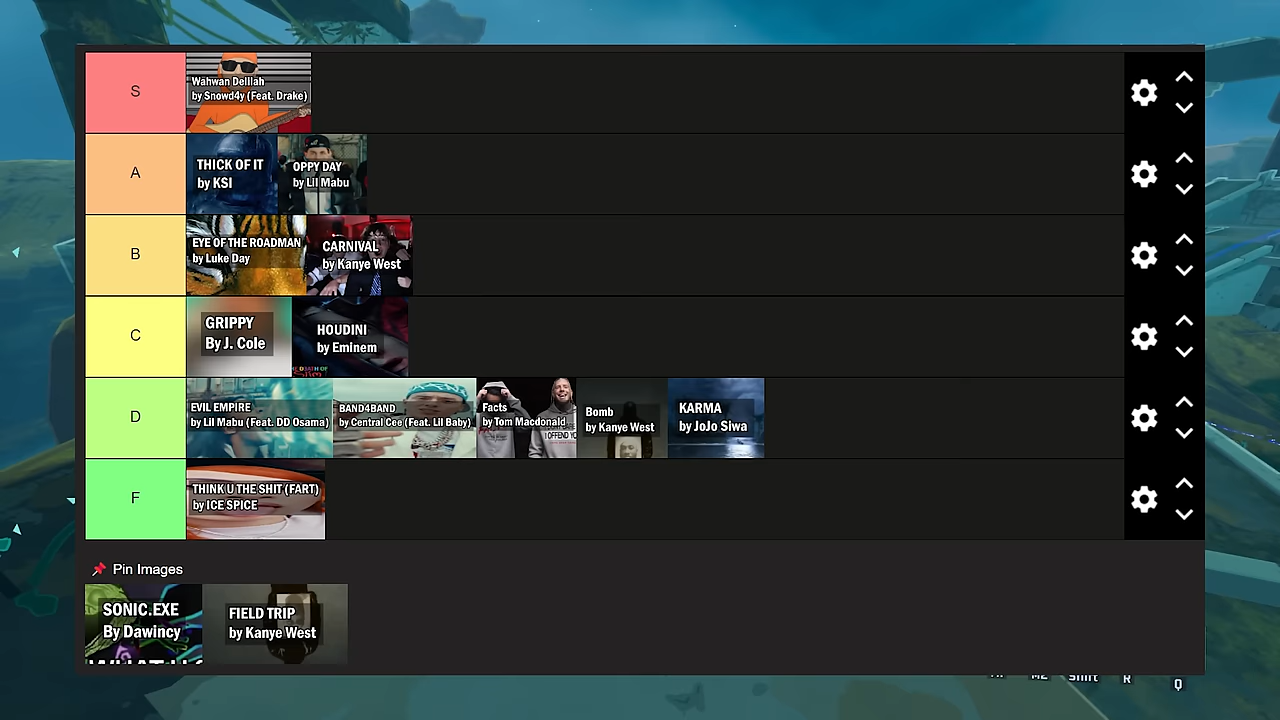 S
Wahwan Delilah
by Snowd4y (Feat. Drake)
A
THICK OF IT
by KSI
OPPY DAY
by Lil Mabu
B
EYE OF THE ROADMAN
by Luke Day
CARNIVAL
by Kanye West
C
GRIPPY
By J. Cole
HOUDINI
by Eminem
D
EVIL EMPIRE
by Lil Mabu (Feat. DD Osama)
BAND4BAND
by Central Cee (Feat. Lil Baby)
Facts
by Tom Macdonald
I OFFEND YO
Bomb
by Kanye West
KARMA
by JoJo Siwa
F
THINK U THE SHIT (FART)
by ICE SPICE
Pin Images
SONIC.EXE
By Dawincy
FIELD TRIP
by Kanye West
M2
Shift
R
Q